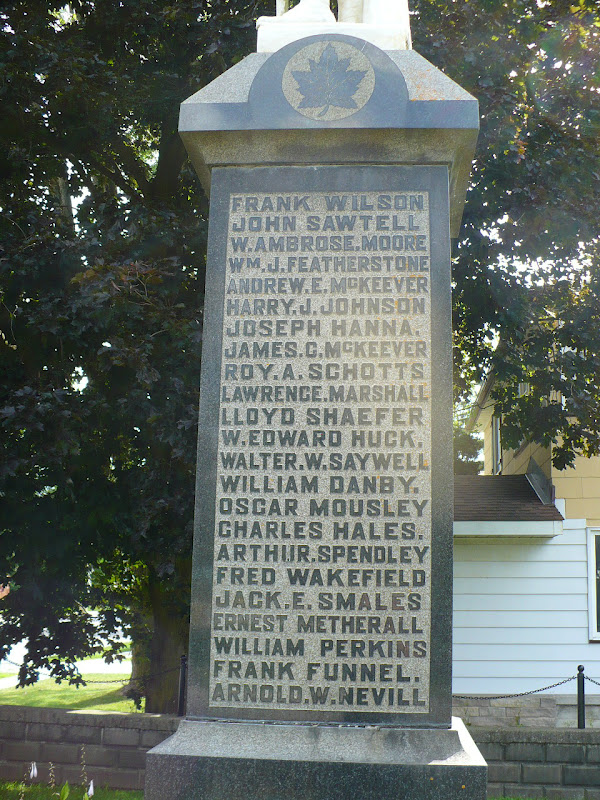 FRANK WILSON
JOHN SAWTELL
W.AMBROSE.MOORE
WM.J.FEATHERSTONE
ANDREW.E.McKEEVER
HARRY.J.JOHNSON
JOSEPH HANNA.
JAMES.C.McKEEVER
ROY.A.SCHOTTS
LAWRENCE.MARSHALL
LLOYD SHAEFER
W.EDWARD HUCK.
WALTER.W.SAYWELL
WILLIAM DANBY.
OSCAR MOUSLEY
CHARLES HALES.
ARTHUR.SPENDLEY
FRED WAKEFIELD
JACK.E.SMALES
ERNEST METHERALL
WILLIAM PERKINS
FRANK FUNNEL.
ARNOLD.W.NEVILL